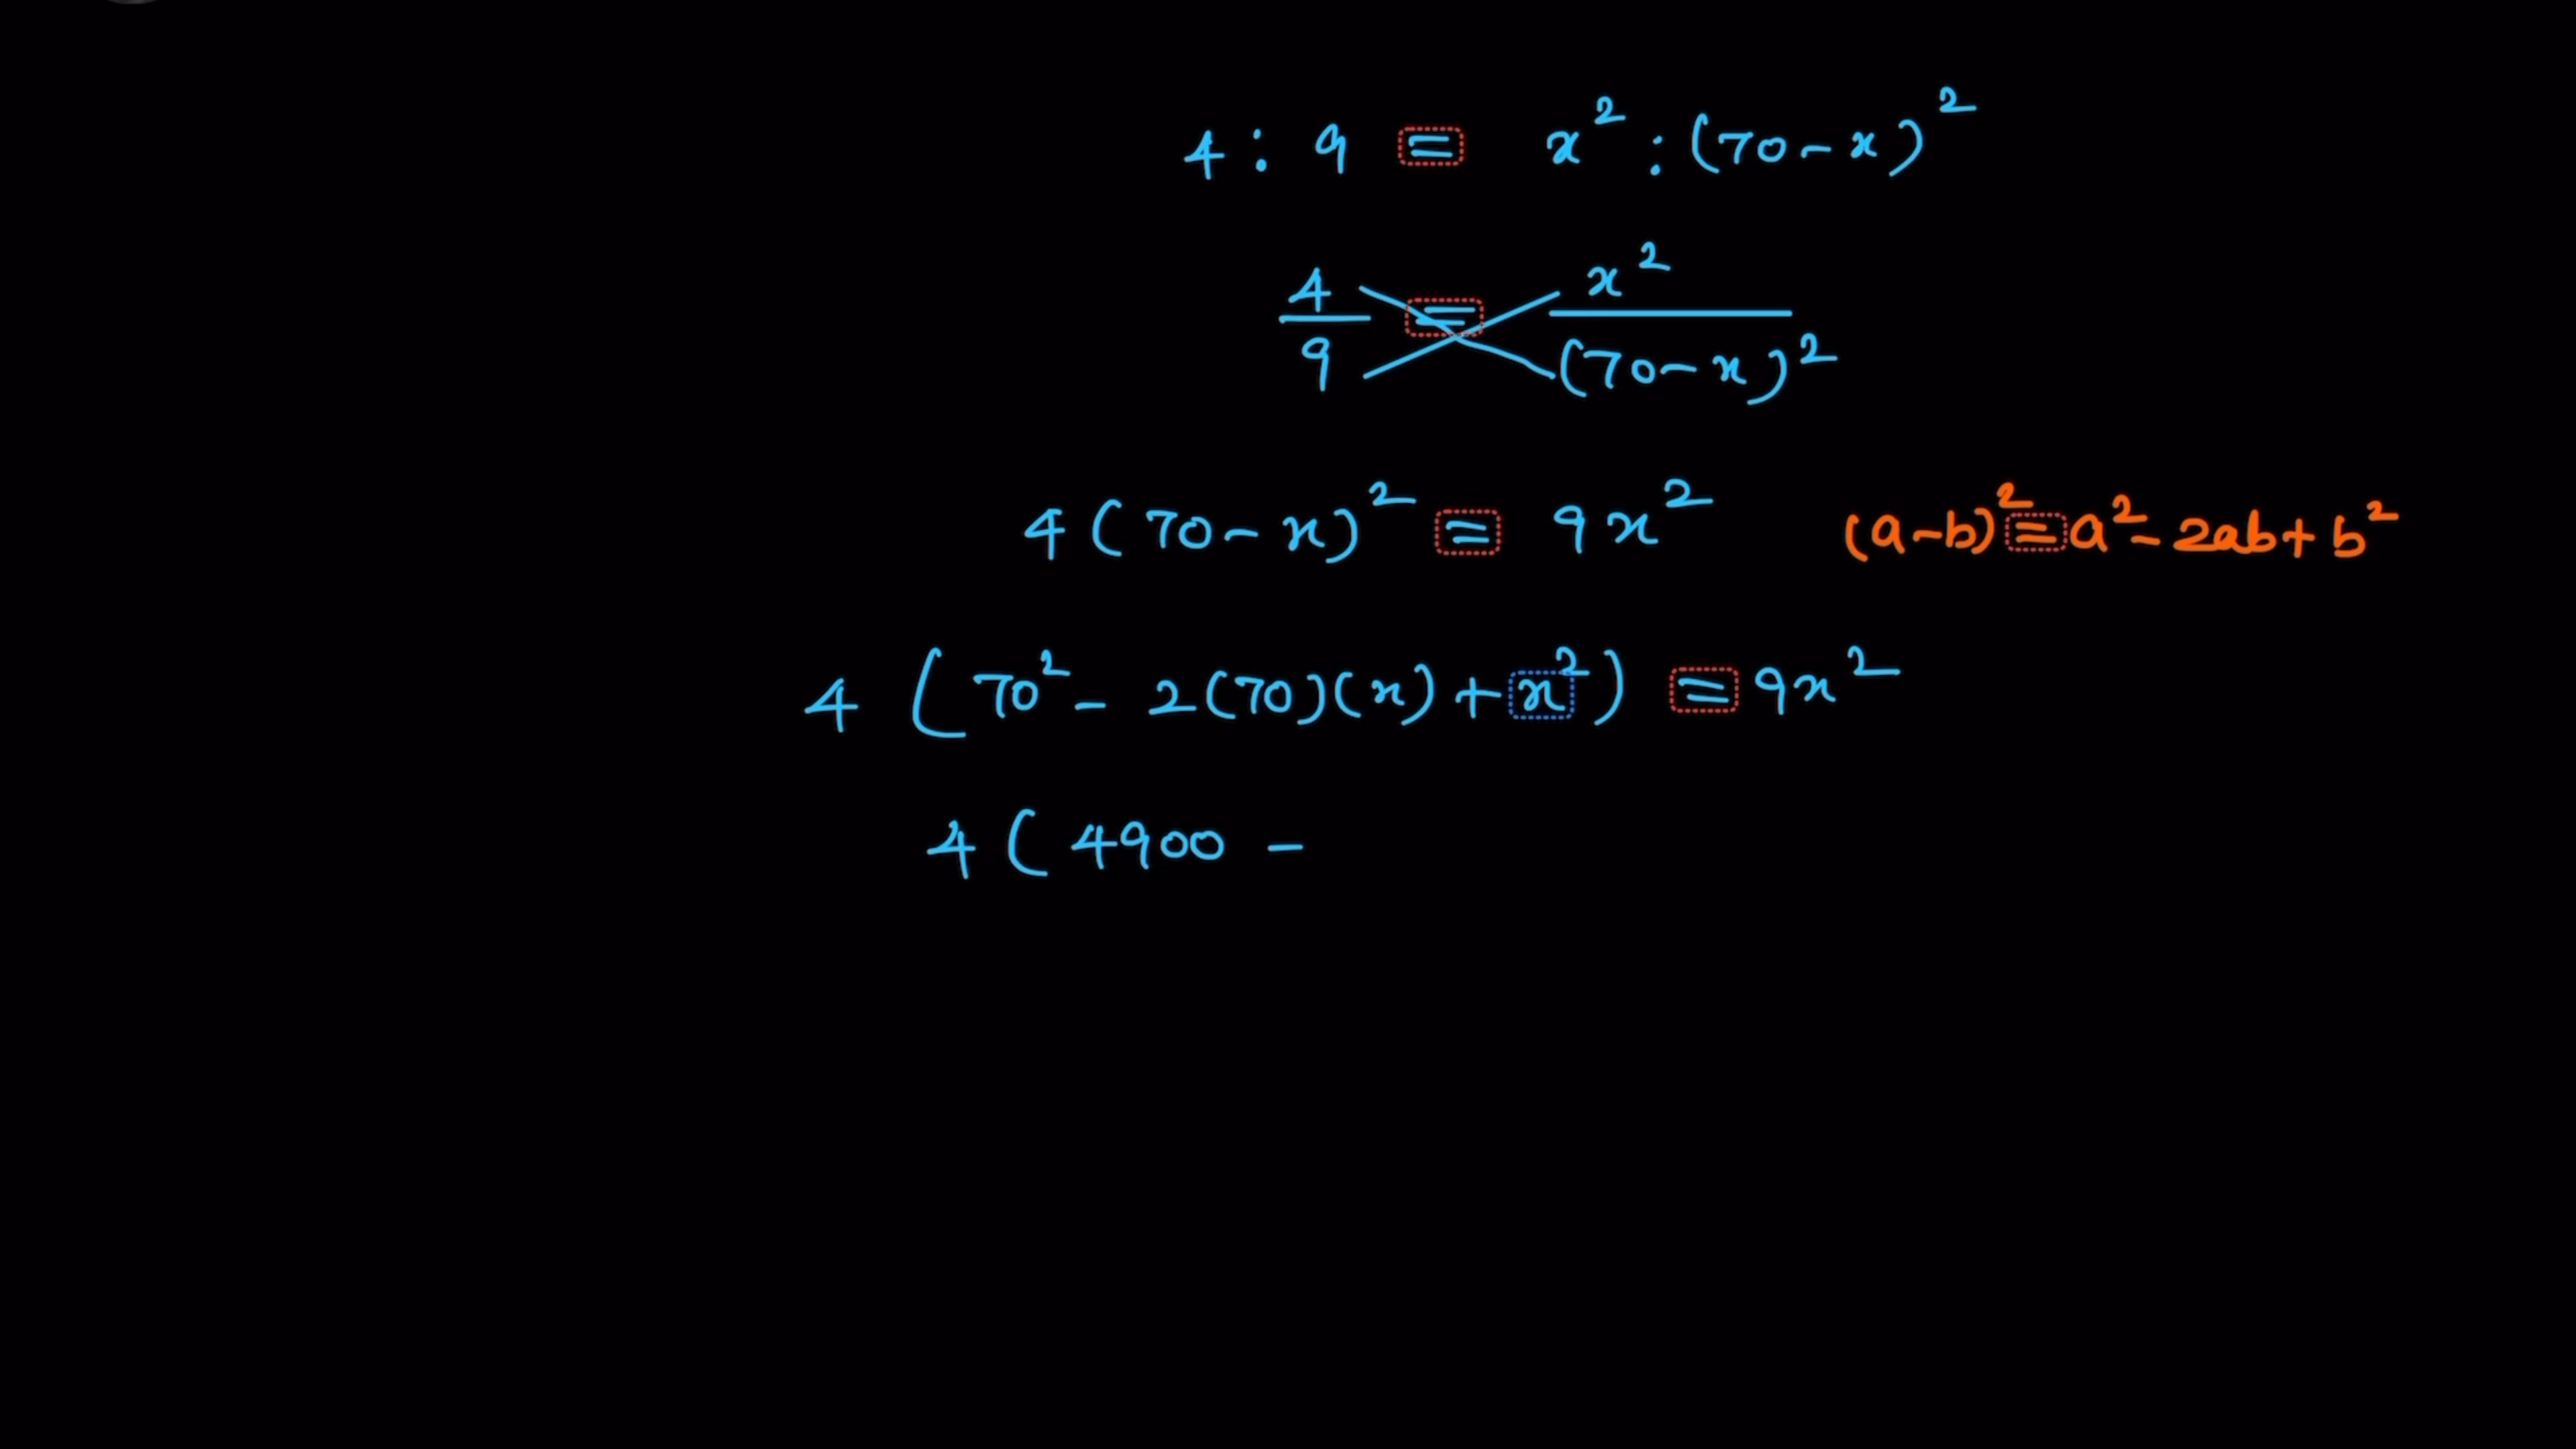 4 : 9 = x² : (70 - x)²
4/9 = x²/(70 - x)²
4(70 - x)² = 9x²
(a - b)² = a² - 2ab + b²
4(70² - 2(70)(x) + x²) = 9x²
4(4900 -